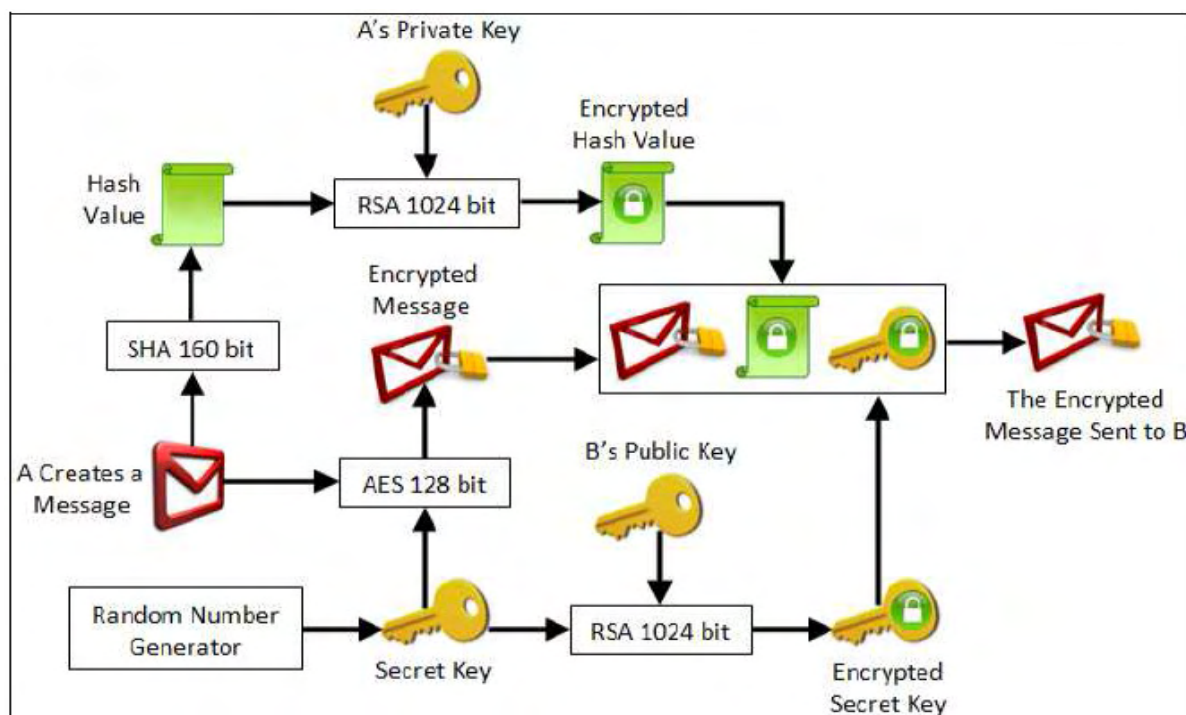 A's Private Key
Encrypted
Hash Value
Hash
Value
RSA 1024 bit
Encrypted
Message
SHA 160 bit
The Encrypted
Message Sent to B
A Creates a
Message
AES 128 bit
B's Public Key
Random Number
Generator
Secret Key
RSA 1024 bit
Encrypted
Secret Key